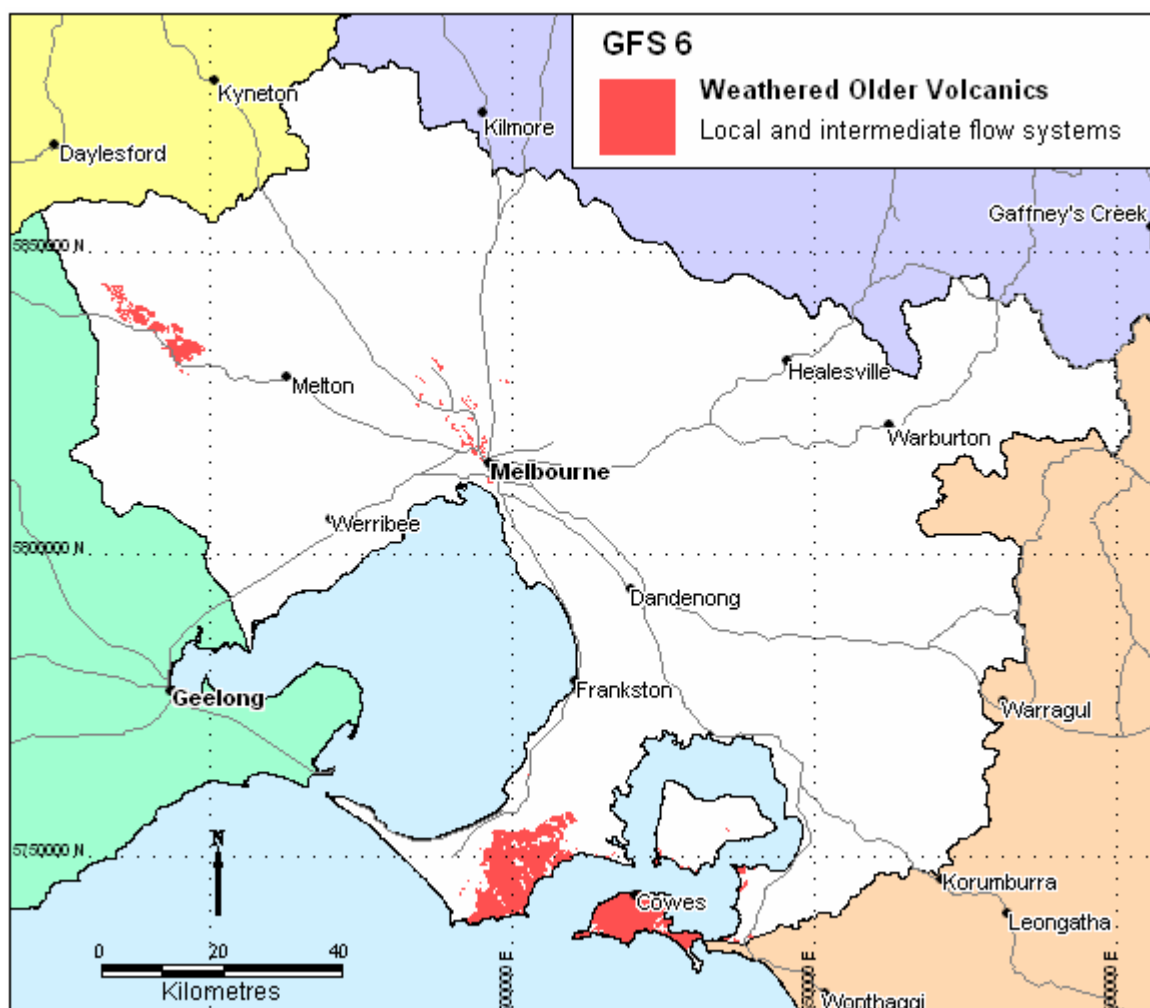 GFS 6
Weathered Older Volcanics
Local and intermediate flow systems
Kyneton
Kilmore
Daylesford
Gaffney's Creek
5850000 N
Melton
Healesville
Warburton
Melbourne
Werribee
5800000 N
Dandenong
Geelong
Frankston
Warragul
N
5750000 N
Cowes
Korumburra
Leongatha
0 20 40
Kilometres
Wonthaggi